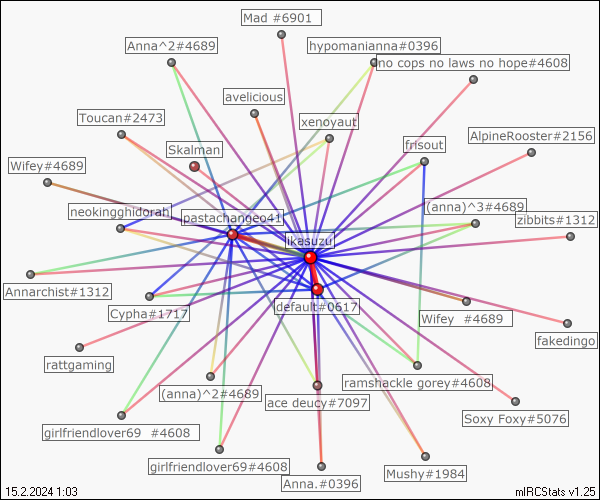 Mad #6901
Anna^2#4689
hypomanianna#0396
no cops no laws no hope#4608
avelicious
Toucan#2473
xenoyaut
AlpineRooster#2156
Skalman
frisout
Wifey#4689
neokingghidorah
pastachangeo41
(anna)^3#4689
zibbits#1312
likasuzu
Annarchist#1312
Cypha#1717
default#0617
Wifey #4689
fakedingo
rattgaming
(anna)^2#4689
ace deucy#7097
ramshackle gorey#4608
Soxy Foxy#5076
girlfriendlover69 #4608
girlfriendlover69#4608
Anna.#0396
Mushy#1984
15.2.2024 1:03
mIRCStats v1.25